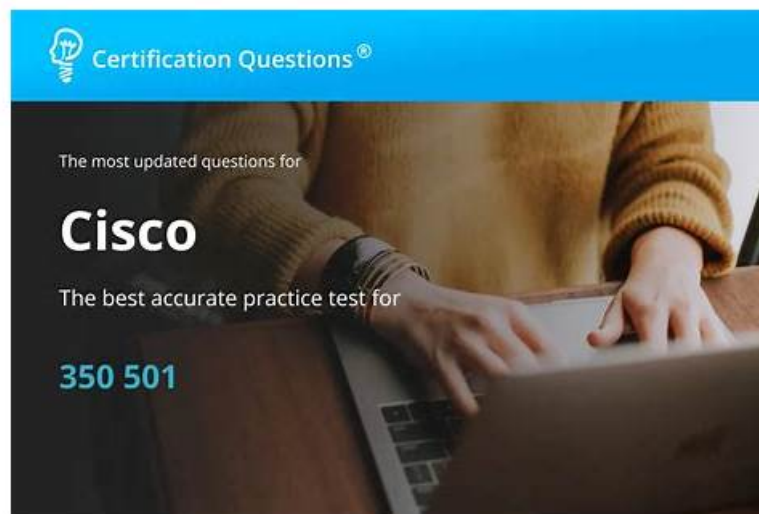 Certification Questions®
The most updated questions for
Cisco
The best accurate practice test for
350 501